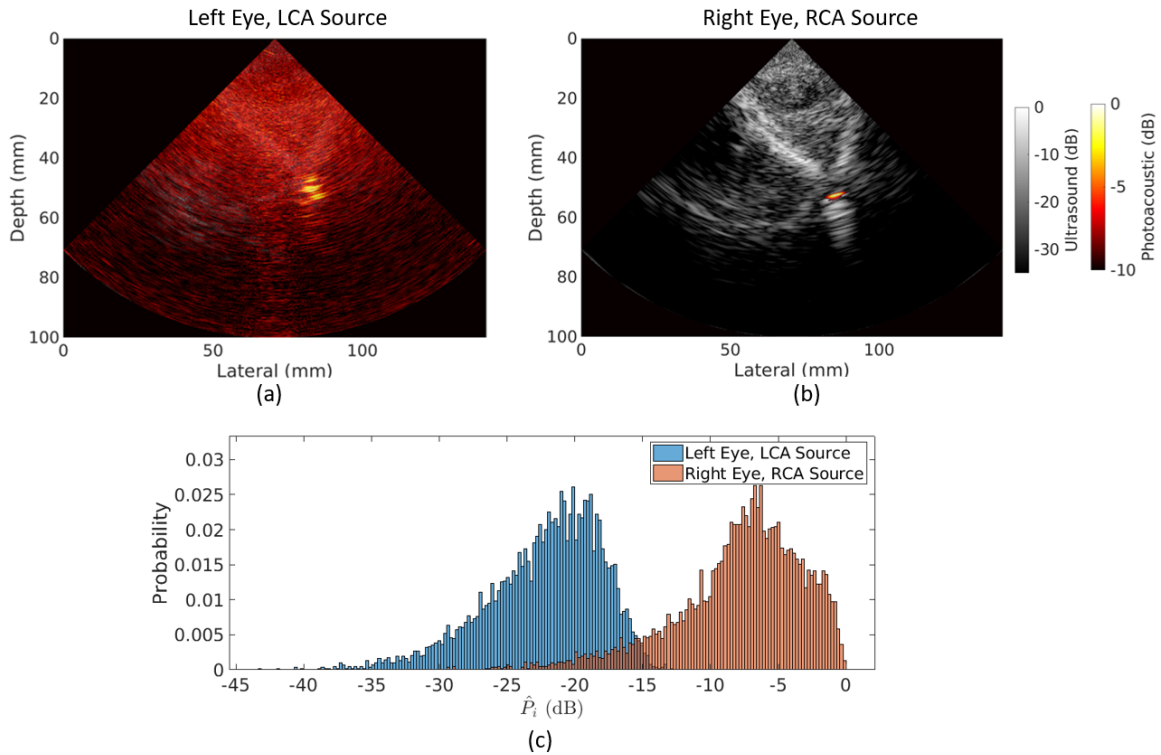 Left Eye, LCA Source
Right Eye, RCA Source
0
20
40
60
80
100
Depth (mm)
0
50
100
Lateral (mm)
(a)
0
20
40
60
80
100
Depth (mm)
0
50
100
Lateral (mm)
(b)
0
-10
-20
-30
Ultrasound (dB)
0
-5
-10
Photoacoustic (dB)
0.03
0.025
0.02
0.015
0.01
0.005
0
Probability
Left Eye, LCA Source
Right Eye, RCA Source
-45 -40 -35 -30 -25 -20 -15 -10 -5 0
P̂i (dB)
(c)